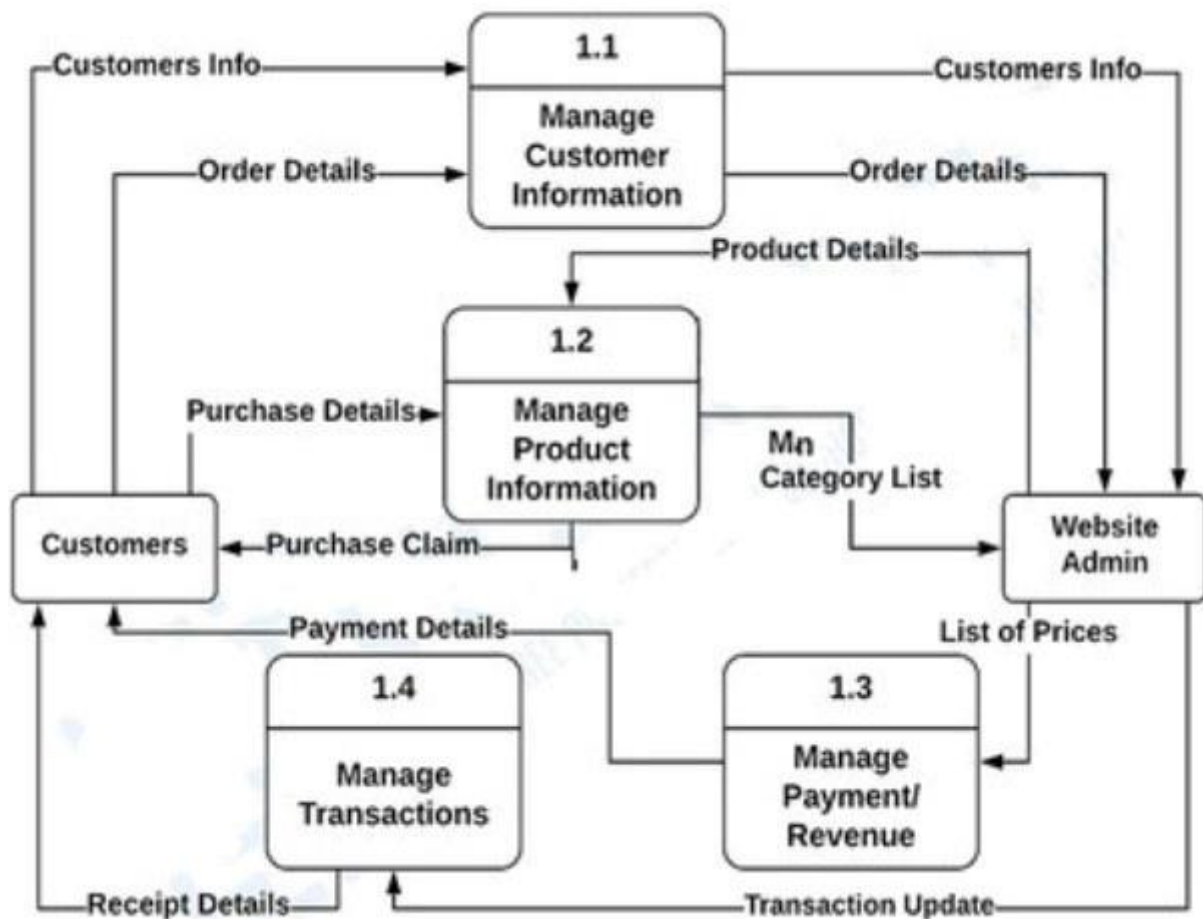 1.1
Customers Info
Customers Info
Manage
Customer
Information
Order Details
Order Details
Product Details
1.2
Purchase Details
Manage
Product
Information
Mn
Category List
Customers
Purchase Claim
Website
Admin
Payment Details
List of Prices
1.4
1.3
Manage
Transactions
Manage
Payment/
Revenue
Receipt Details
Transaction Update